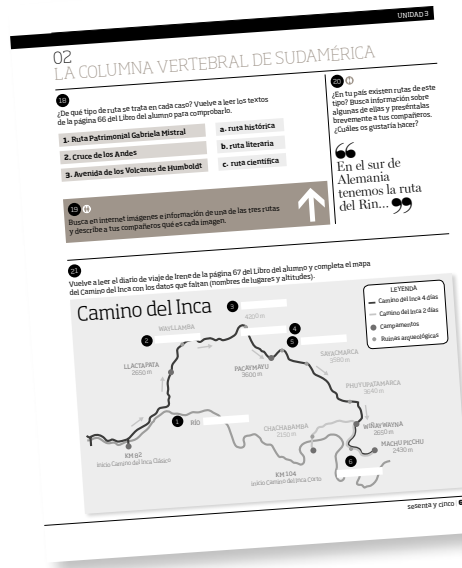 UNIDAD 3
02
LA COLUMNA VERTEBRAL DE SUDAMÉRICA
18
¿De qué tipo de ruta se trata en cada caso? Vuelve a leer los textos
de la página 66 del Libro del alumno para comprobarlo.
1. Ruta Patrimonial Gabriela Mistral
2. Cruce de los Andes
3. Avenida de los Volcanes de Humboldt
a. ruta histórica
b. ruta literaria
c. ruta científica
19
Busca en internet imágenes e información de una de las tres rutas
y describe a tus compañeros qué es cada imagen.
20
¿En tu país existen rutas de este
tipo? Busca información sobre
algunas de ellas y preséntalas
brevemente a tus compañeros.
¿Cuáles os gustaría hacer?
“
En el sur de
Alemania
tenemos la ruta
del Rin... ”
21
Vuelve a leer el diario de viaje de Irene de la página 67 del Libro del alumno y completa el mapa
del Camino del Inca con los datos que faltan (nombres de lugares y altitudes).
Camino del Inca
LEYENDA
Camino del Inca 4 días
Camino del Inca 2 días
Campamentos
Ruinas arqueológicas
3
4200 m
WAYLLABAMBA
2
4
5
LLACTAPATA
2650 m
PACAYMAYU
3600 m
SAYACMARCA
3580 m
PHUYUPATAMARCA
3640 m
1
RÍO
CHACHABAMBA
2150 m
WIÑAY WAYNA
2650 m
MACHU PICCHU
2430 m
KM 82
Inicio Camino del Inca Clásico
KM 104
Inicio Camino del Inca Corto
6
sesenta y cinco